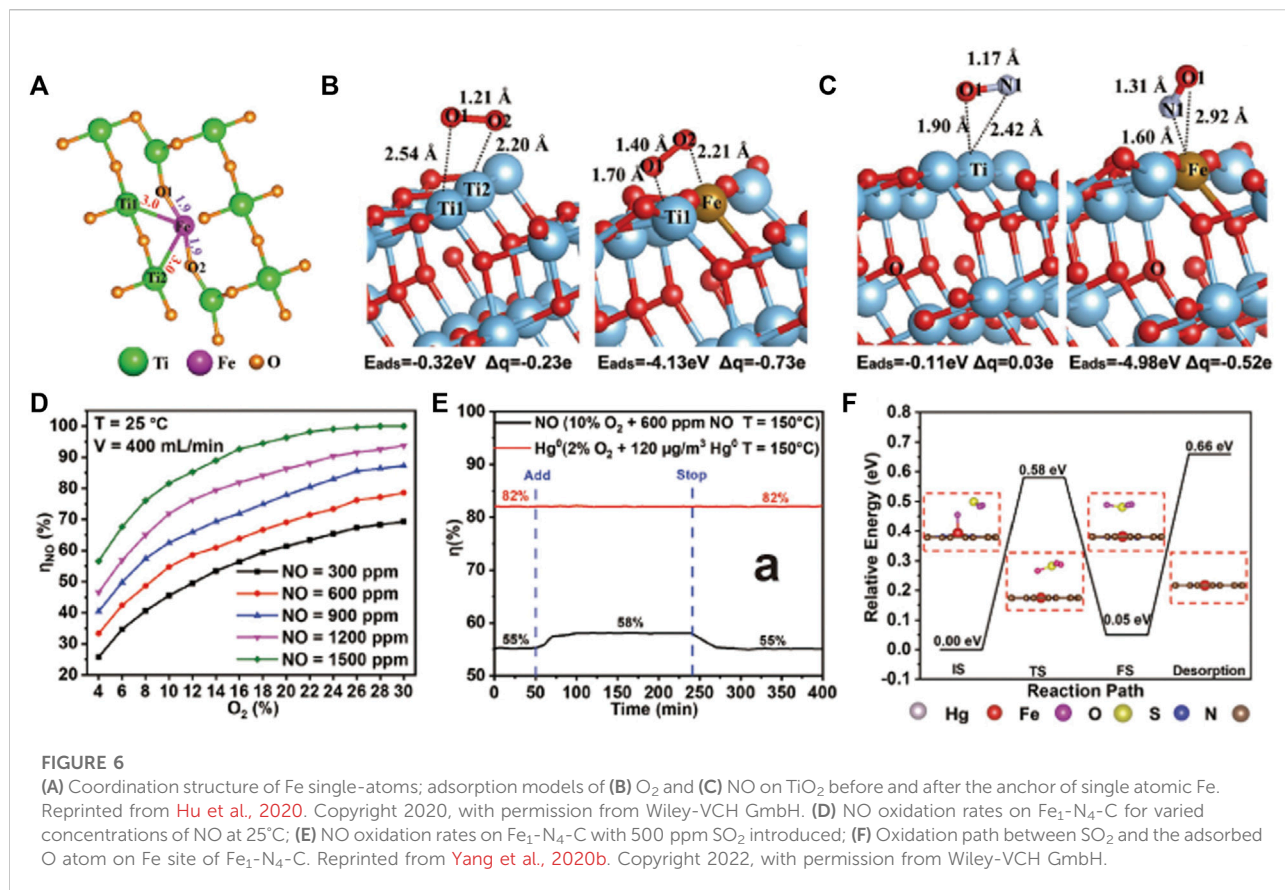 A
O1
Ti1
3.0
1.9
Fe
1.9
3.0
O2
Ti2
Ti Fe O
B
1.21 Å
O1 O2
2.54 Å
2.20 Å
Ti2
Ti1
Eads=-0.32eV Δq=-0.23e
1.40 Å
O2
O1
1.70 Å
2.21 Å
Ti1
Fe
Eads=-4.13eV Δq=-0.73e
C
1.17 Å
O1 N1
1.90 Å
2.42 Å
Ti
O
Eads=-0.11eV Δq=0.03e
1.31 Å
O1
N1
2.92 Å
1.60 Å
Fe
O
Eads=-4.98eV Δq=-0.52e
D
T = 25 °C
V = 400 mL/min
NO = 300 ppm
NO = 600 ppm
NO = 900 ppm
NO = 1200 ppm
NO = 1500 ppm
ηNO (%)
110
100
90
80
70
60
50
40
30
20
4 6 8 10 12 14 16 18 20 22 24 26 28 30
O2 (%)
E
NO (10% O2 + 600 ppm NO T = 150°C)
Hg0(2% O2 + 120 µg/m3 Hg0 T = 150°C)
Add
Stop
82%
82%
a
55%
58%
55%
η(%)
100
90
80
70
60
50
0 50 100 150 200 250 300 350 400
Time (min)
F
Relative Energy (eV)
0.8
0.7
0.6
0.5
0.4
0.3
0.2
0.1
0.0
-0.1
0.58 eV
0.66 eV
0.00 eV
0.05 eV
IS TS FS Desorption
Reaction Path
Hg Fe O S N
FIGURE 6
(A) Coordination structure of Fe single-atoms; adsorption models of (B) O2 and (C) NO on TiO2 before and after the anchor of single atomic Fe.
Reprinted from Hu et al., 2020. Copyright 2020, with permission from Wiley-VCH GmbH. (D) NO oxidation rates on Fe1-N4-C for varied
concentrations of NO at 25°C; (E) NO oxidation rates on Fe1-N4-C with 500 ppm SO2 introduced; (F) Oxidation path between SO2 and the adsorbed
O atom on Fe site of Fe1-N4-C. Reprinted from Yang et al., 2020b. Copyright 2022, with permission from Wiley-VCH GmbH.